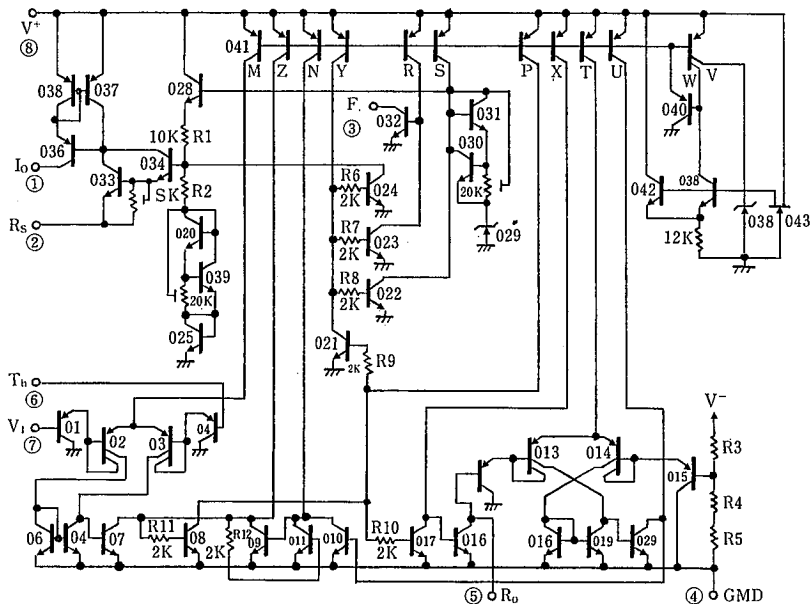 V⁺
⑧
041
M
Z
N
Y
R
S
P
X
T
U
W
V
038
037
028
F.
③
032
031
030
040
10K
R1
036
034
I₀
①
033
SK
R2
R6
2K
024
20K
042
038
R7
2K
023
029
038
043
Rs
②
020
12K
039
R8
2K
022
20K
025
021
2K
R9
Th
⑥
V₁
⑦
01
02
03
04
V⁻
R3
013
014
015
R4
06
04
07
R11
2K
08
2K
R12
09
011
010
R10
2K
017
016
016
019
029
R5
⑤
R₀
④
GMD